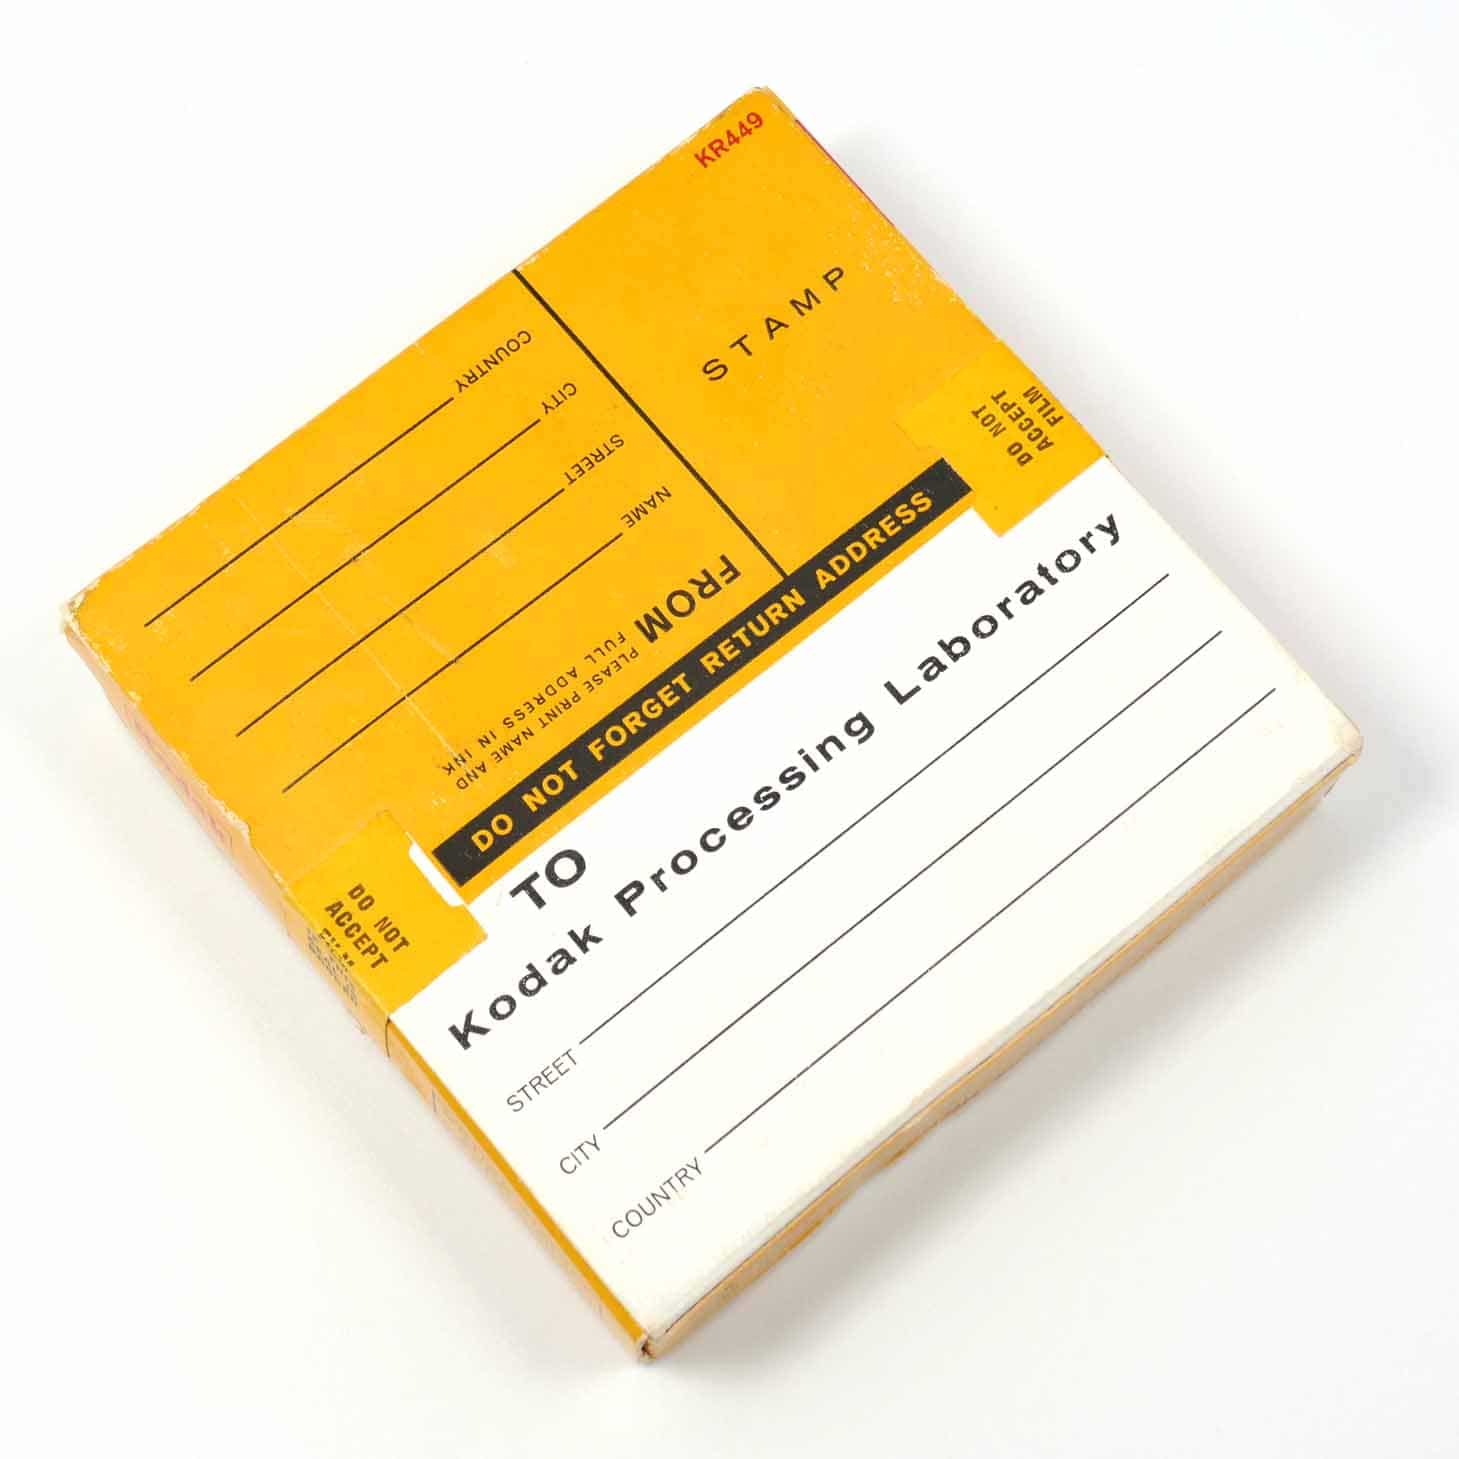 KR449
STAMP
DO NOT
ACCEPT
FILM
FROM
PLEASE PRINT NAME AND
FULL ADDRESS IN INK
NAME
STREET
CITY
COUNTRY
DO NOT FORGET RETURN ADDRESS
DO NOT
ACCEPT
FILM
TO
Kodak Processing Laboratory
STREET
CITY
COUNTRY